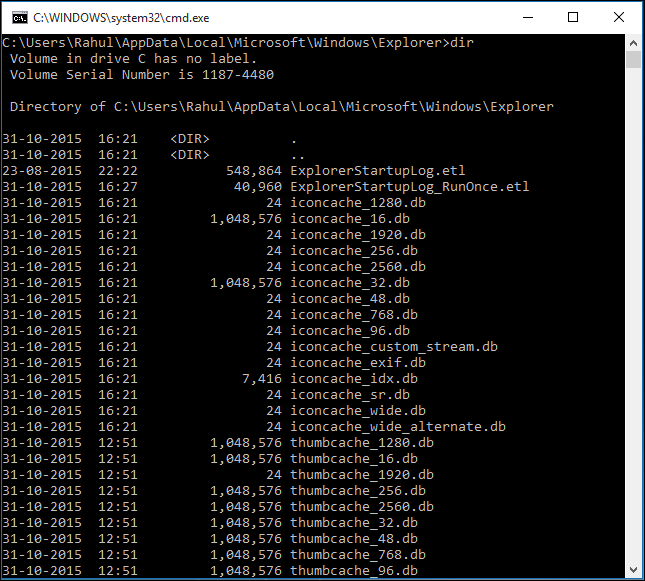 C:\WINDOWS\system32\cmd.exe
C:\Users\Rahul\AppData\Local\Microsoft\Windows\Explorer>dir
 Volume in drive C has no label.
 Volume Serial Number is 1187-4480
 Directory of C:\Users\Rahul\AppData\Local\Microsoft\Windows\Explorer
31-10-2015  16:21    <DIR>          .
31-10-2015  16:21    <DIR>          ..
23-08-2015  22:22           548,864 ExplorerStartupLog.etl
31-10-2015  16:27            40,960 ExplorerStartupLog_RunOnce.etl
31-10-2015  16:21                24 iconcache_1280.db
31-10-2015  16:21         1,048,576 iconcache_16.db
31-10-2015  16:21                24 iconcache_1920.db
31-10-2015  16:21                24 iconcache_256.db
31-10-2015  16:21                24 iconcache_2560.db
31-10-2015  16:21         1,048,576 iconcache_32.db
31-10-2015  16:21                24 iconcache_48.db
31-10-2015  16:21                24 iconcache_768.db
31-10-2015  16:21                24 iconcache_96.db
31-10-2015  16:21                24 iconcache_custom_stream.db
31-10-2015  16:21                24 iconcache_exif.db
31-10-2015  16:21             7,416 iconcache_idx.db
31-10-2015  16:21                24 iconcache_sr.db
31-10-2015  16:21                24 iconcache_wide.db
31-10-2015  16:21                24 iconcache_wide_alternate.db
31-10-2015  12:51         1,048,576 thumbcache_1280.db
31-10-2015  12:51         1,048,576 thumbcache_16.db
31-10-2015  12:51                24 thumbcache_1920.db
31-10-2015  12:51         1,048,576 thumbcache_256.db
31-10-2015  12:51         1,048,576 thumbcache_2560.db
31-10-2015  12:51         1,048,576 thumbcache_32.db
31-10-2015  12:51         1,048,576 thumbcache_48.db
31-10-2015  12:51         1,048,576 thumbcache_768.db
31-10-2015  12:51         1,048,576 thumbcache_96.db